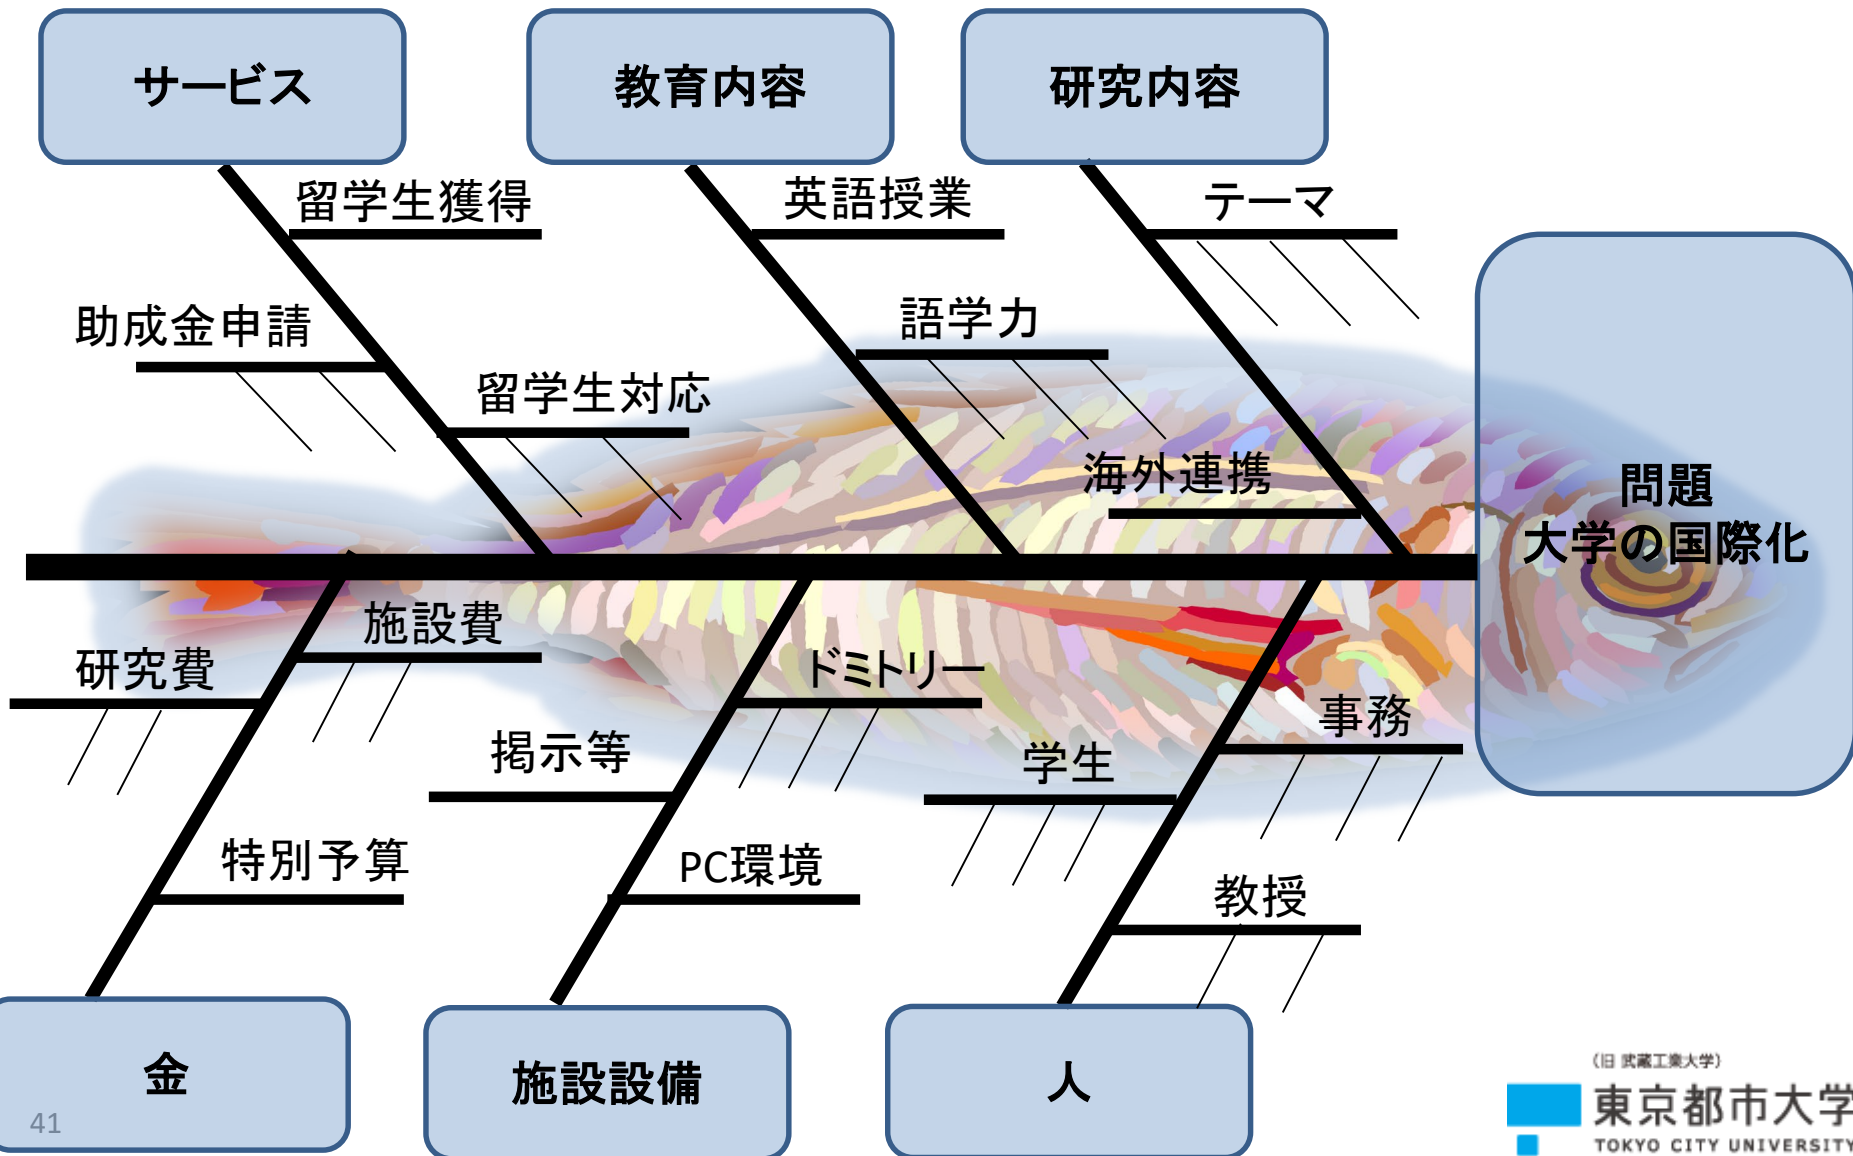 サービス
教育内容
研究内容
留学生獲得
英語授業
テーマ
助成金申請
語学力
留学生対応
海外連携
問題
大学の国際化
施設費
研究費
ドミトリー
事務
掲示等
学生
特別予算
PC環境
教授
金
施設設備
人
41
(旧 武蔵工業大学)
東京都市大学
TOKYO CITY UNIVERSITY